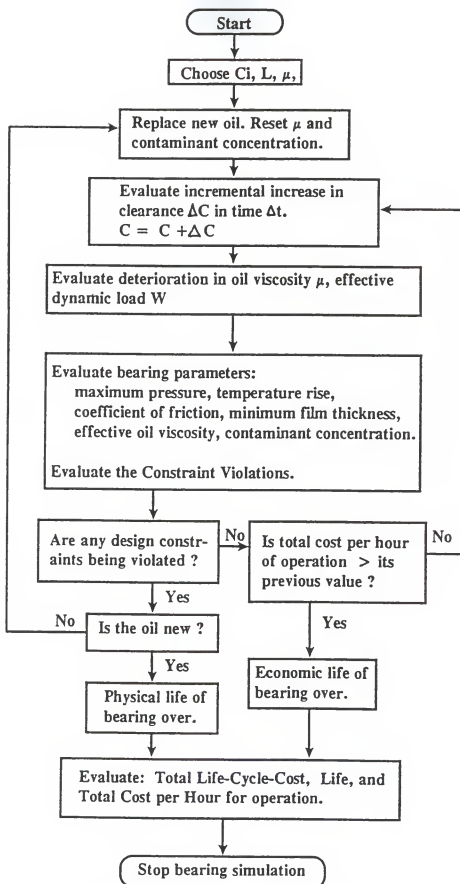 Start
Choose Ci, L, μ,
Replace new oil. Reset μ and
contaminant concentration.
Evaluate incremental increase in
clearance ΔC in time Δt.
C = C +ΔC
Evaluate deterioration in oil viscosity μ, effective
dynamic load W
Evaluate bearing parameters:
maximum pressure, temperature rise,
coefficient of friction, minimum film thickness,
effective oil viscosity, contaminant concentration.
Evaluate the Constraint Violations.
Are any design constr-
aints being violated ?
No
Is total cost per hour
of operation > its
previous value ?
No
Yes
No
Is the oil new ?
Yes
Yes
Physical life of
bearing over.
Economic life of
bearing over.
Evaluate: Total Life-Cycle-Cost, Life, and
Total Cost per Hour for operation.
Stop bearing simulation